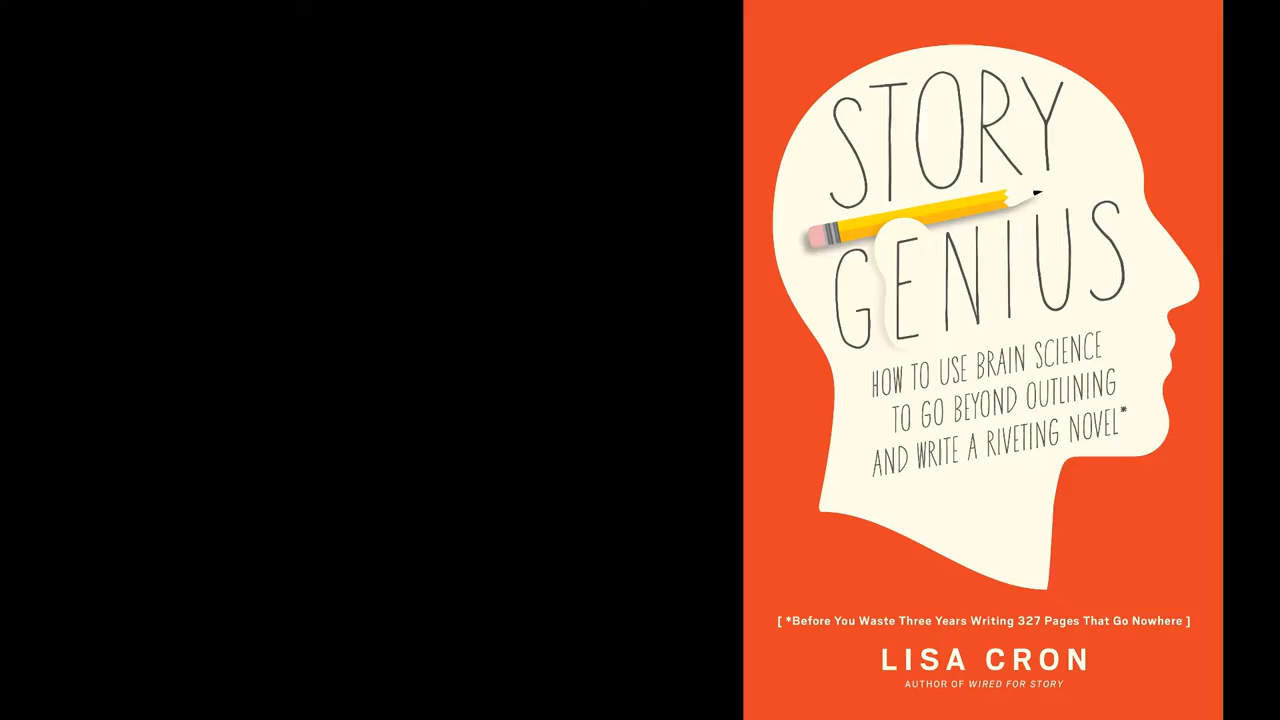 STORY
GENIUS
HOW TO USE BRAIN SCIENCE
TO GO BEYOND OUTLINING
AND WRITE A RIVETING NOVEL*
[ *Before You Waste Three Years Writing 327 Pages That Go Nowhere ]
LISA CRON
AUTHOR OF WIRED FOR STORY